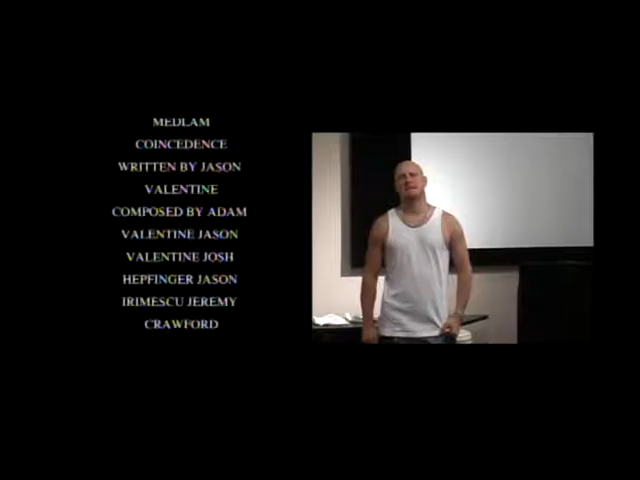 MEDLAM
COINCEDENCE
WRITTEN BY JASON
VALENTINE
COMPOSED BY ADAM
VALENTINE JASON
VALENTINE JOSH
HEPFINGER JASON
IRIMESCU JEREMY
CRAWFORD